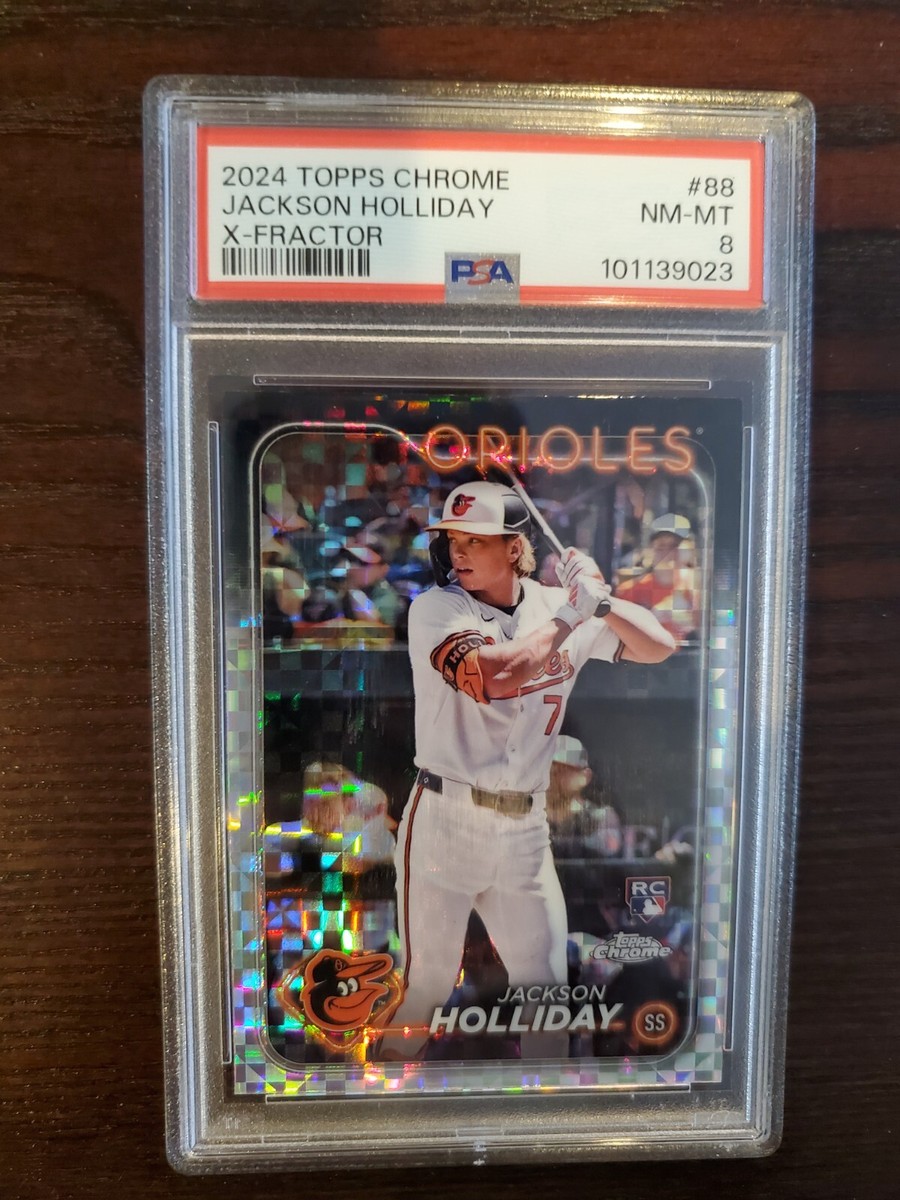 2024 TOPPS CHROME #88
JACKSON HOLLIDAY NM-MT
X-FRACTOR 8
PSA 101139023
ORIOLES
HOLL
7
RC
Topps
Chrome
JACKSON
HOLLIDAY SS